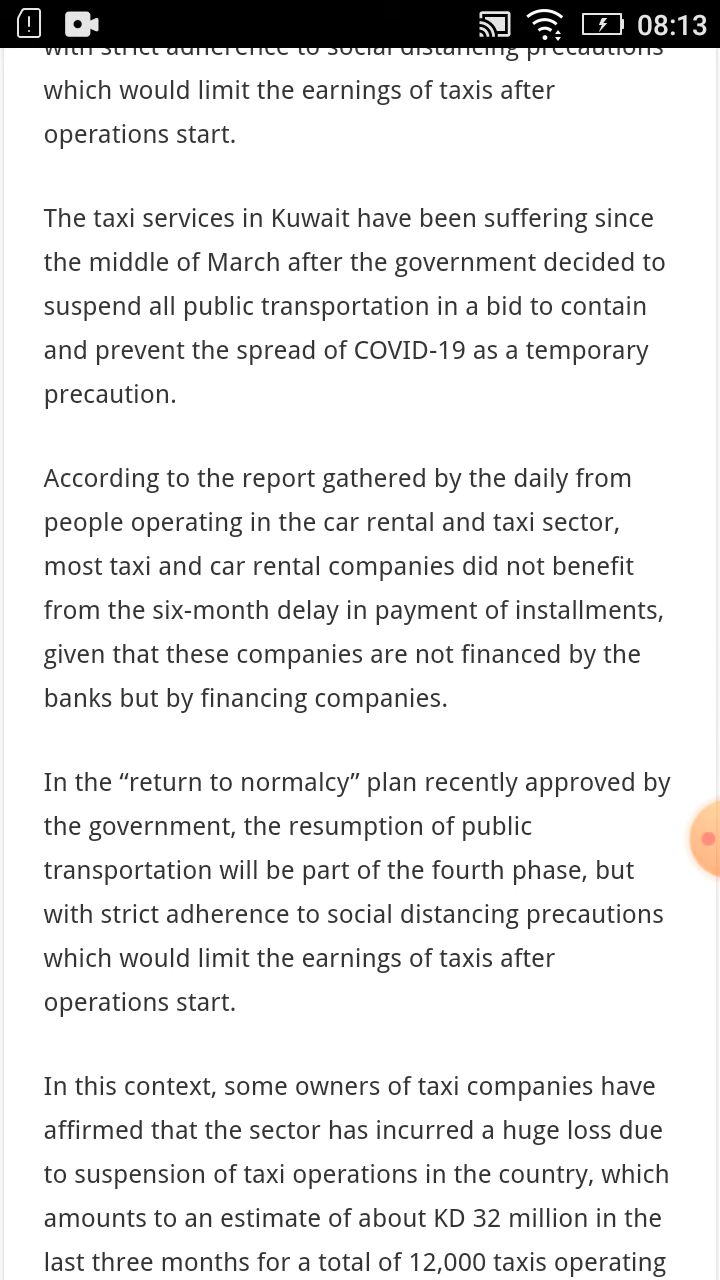 08:13
with strict adherence to social distancing precautions
which would limit the earnings of taxis after
operations start.
The taxi services in Kuwait have been suffering since
the middle of March after the government decided to
suspend all public transportation in a bid to contain
and prevent the spread of COVID-19 as a temporary
precaution.
According to the report gathered by the daily from
people operating in the car rental and taxi sector,
most taxi and car rental companies did not benefit
from the six-month delay in payment of installments,
given that these companies are not financed by the
banks but by financing companies.
In the “return to normalcy” plan recently approved by
the government, the resumption of public
transportation will be part of the fourth phase, but
with strict adherence to social distancing precautions
which would limit the earnings of taxis after
operations start.
In this context, some owners of taxi companies have
affirmed that the sector has incurred a huge loss due
to suspension of taxi operations in the country, which
amounts to an estimate of about KD 32 million in the
last three months for a total of 12,000 taxis operating